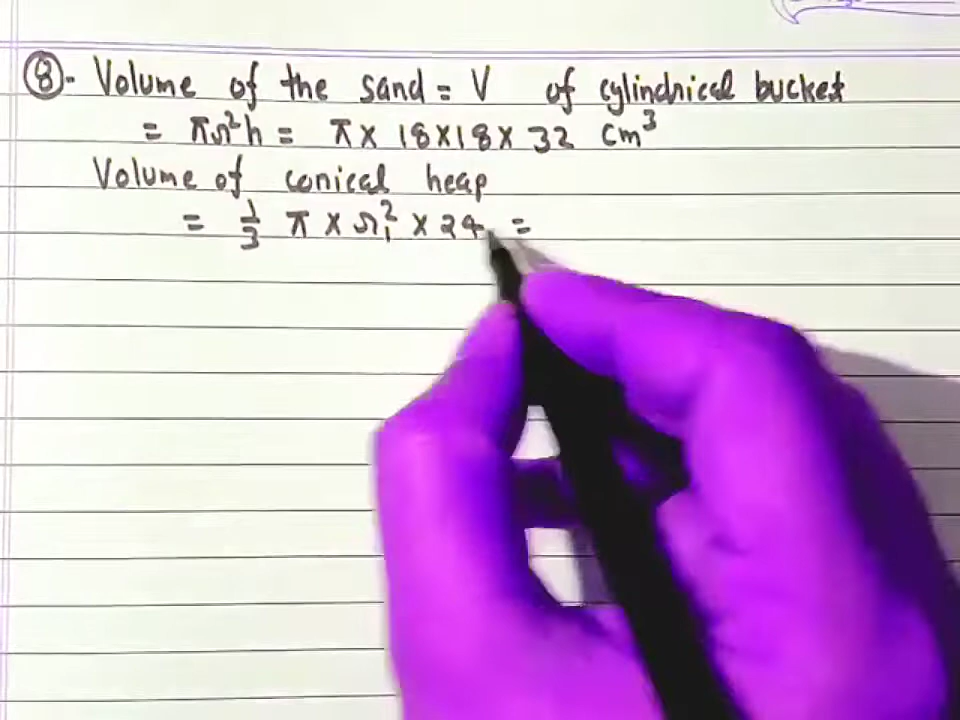 ⑧- Volume of the sand = V of cylindrical bucket
= πr²h = π × 18×18× 32 cm³
Volume of conical heap
= 1/3 π × r₁² × 24 =